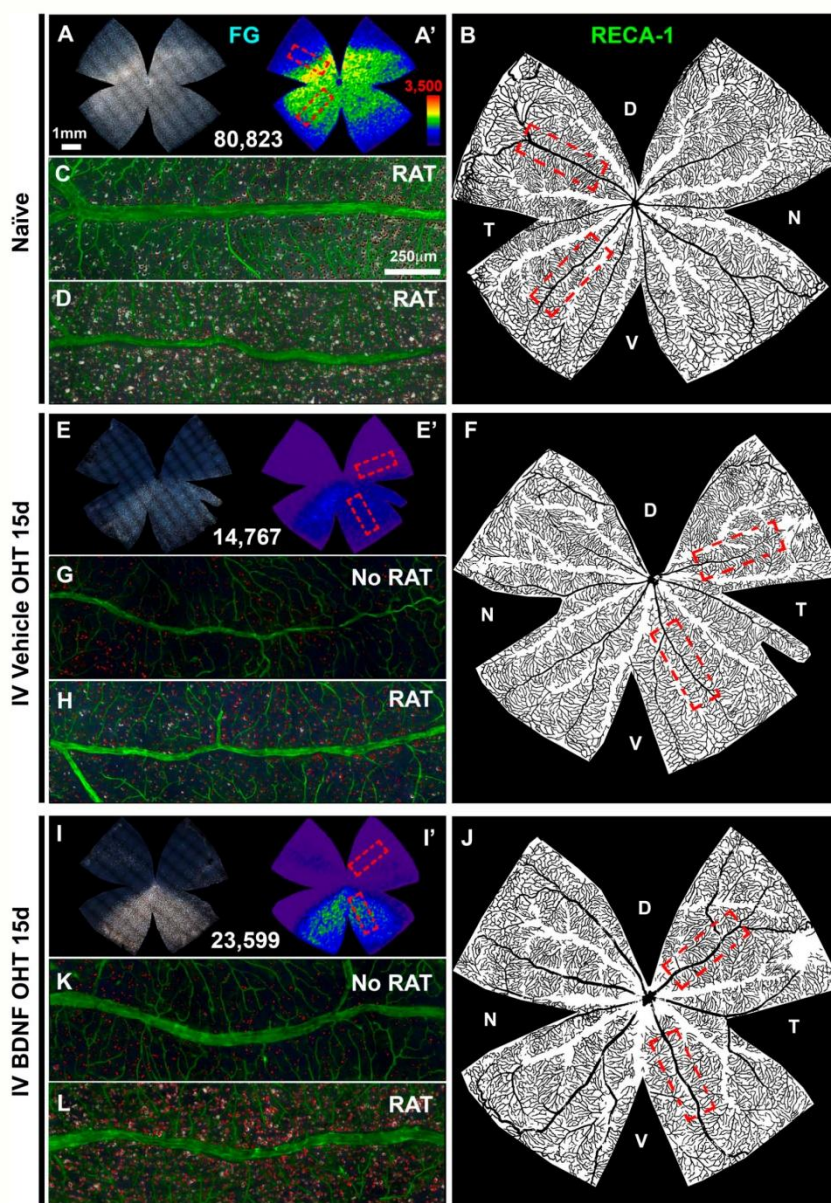 A
FG
A'
3,500
1mm
80,823
B
RECA-1
D
T
N
V
C
RAT
250µm
D
RAT
Naïve
E
E'
14,767
F
D
N
T
V
G
No RAT
H
RAT
IV Vehicle OHT 15d
I
I'
23,599
J
D
N
T
V
K
No RAT
L
RAT
IV BDNF OHT 15d